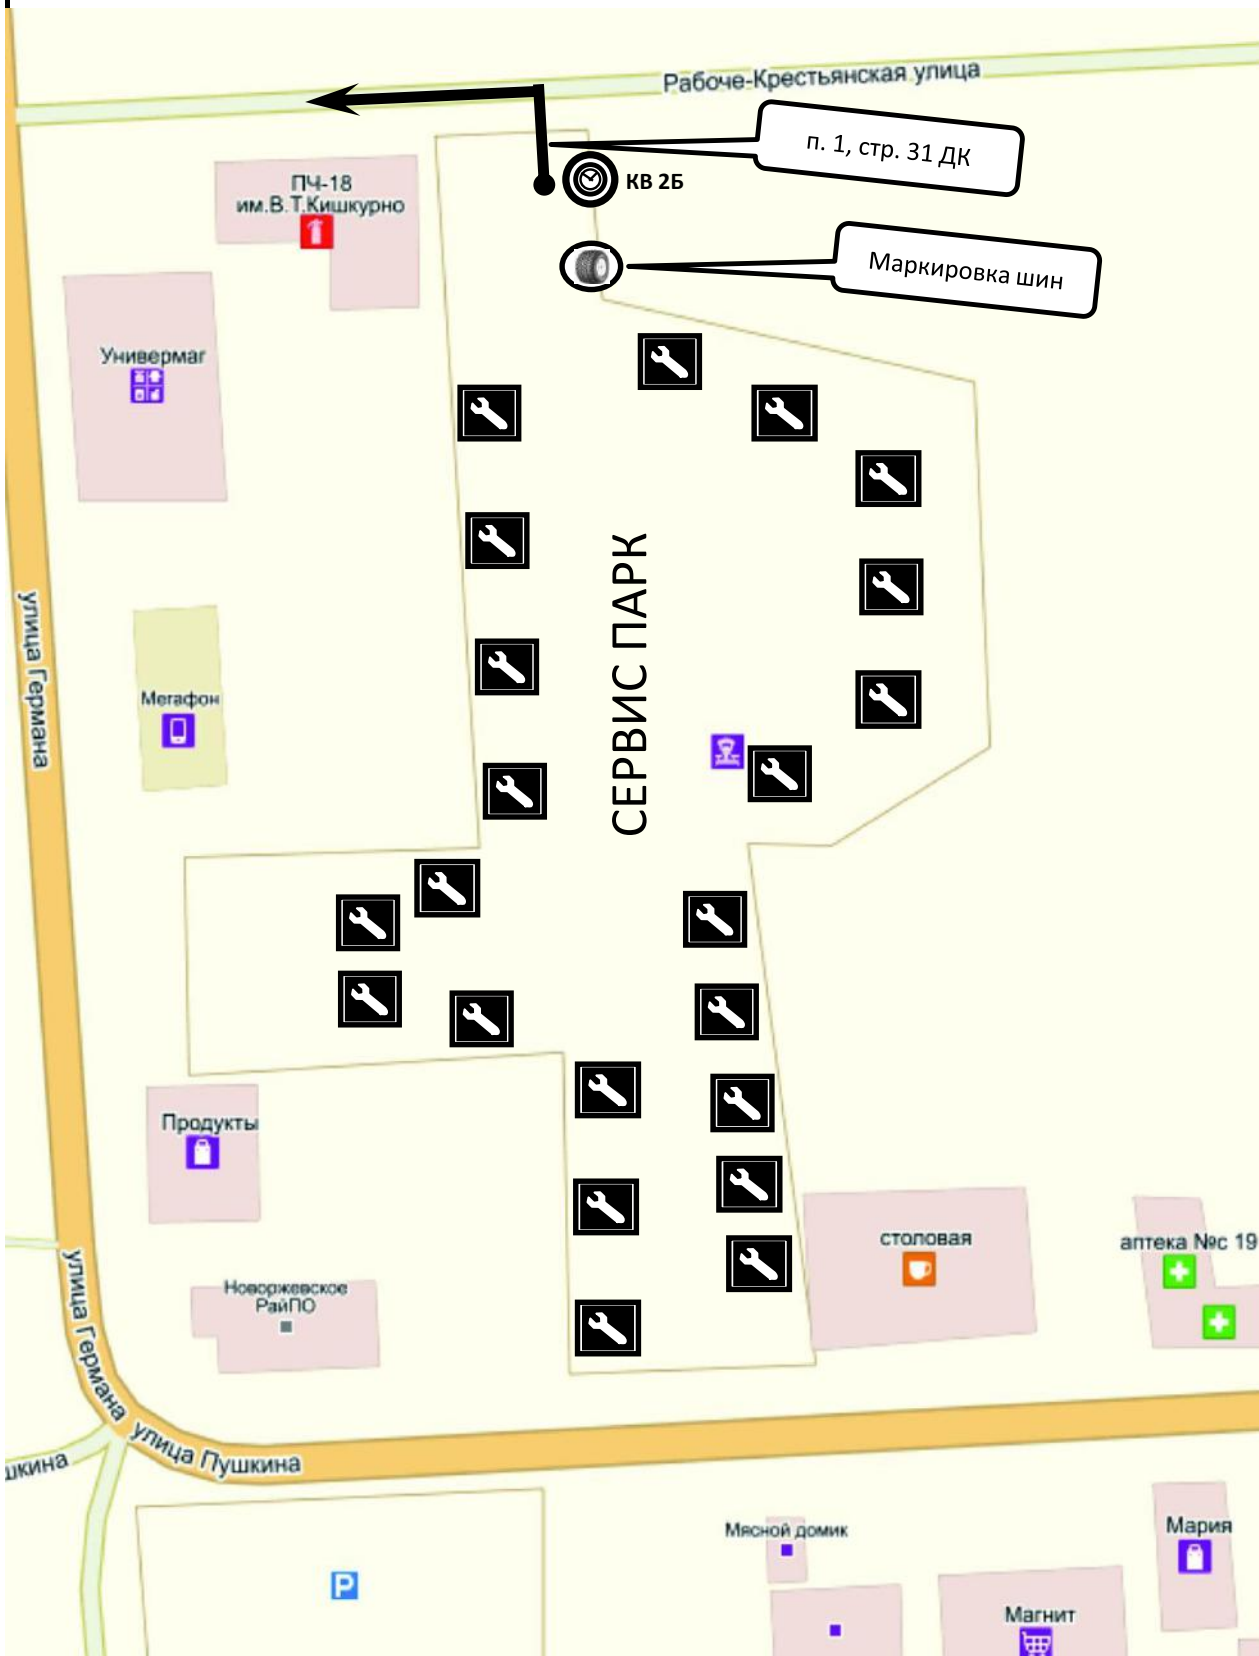 Рабоче-Крестьянская улица
п. 1, стр. 31 ДК
ПЧ-18
им.В.Т.Кишкурно
КВ 2Б
Маркировка шин
Универмаг
СЕРВИС ПАРК
улица Германа
Мегафон
Продукты
столовая
аптека №с 19
Новоржевское
РайПО
улица Германа
улица Пушкина
шкина
Мясной домик
Мария
P
Магнит